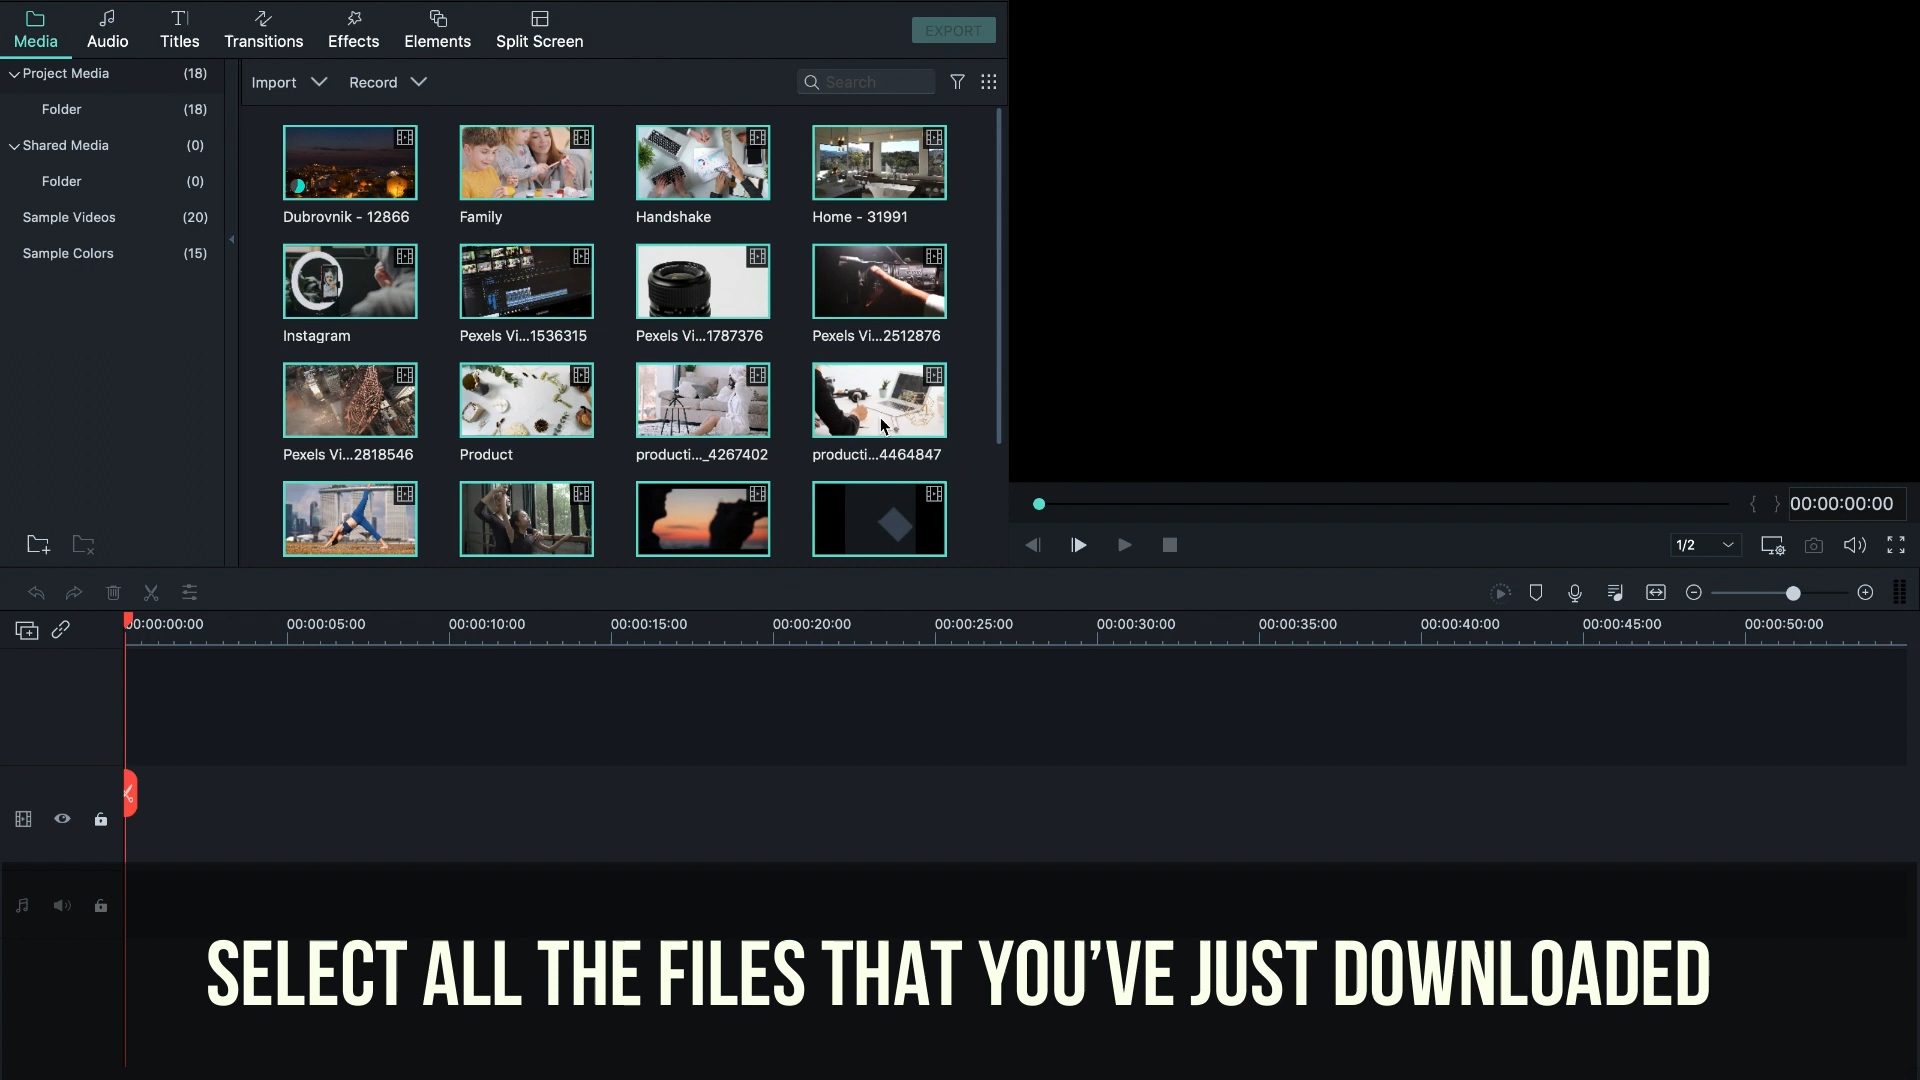 Media
Audio
Titles
Transitions
Effects
Elements
Split Screen
EXPORT
Project Media (18)
Folder (18)
Shared Media (0)
Folder (0)
Sample Videos (20)
Sample Colors (15)
Import
Record
Search
Dubrovnik - 12866
Family
Handshake
Home - 31991
Instagram
Pexels Vi...1536315
Pexels Vi...1787376
Pexels Vi...2512876
Pexels Vi...2818546
Product
producti..._4267402
producti...4464847
{ } 00:00:00:00
1/2
00:00:00:00
00:00:05:00
00:00:10:00
00:00:15:00
00:00:20:00
00:00:25:00
00:00:30:00
00:00:35:00
00:00:40:00
00:00:45:00
00:00:50:00
SELECT ALL THE FILES THAT YOU'VE JUST DOWNLOADED